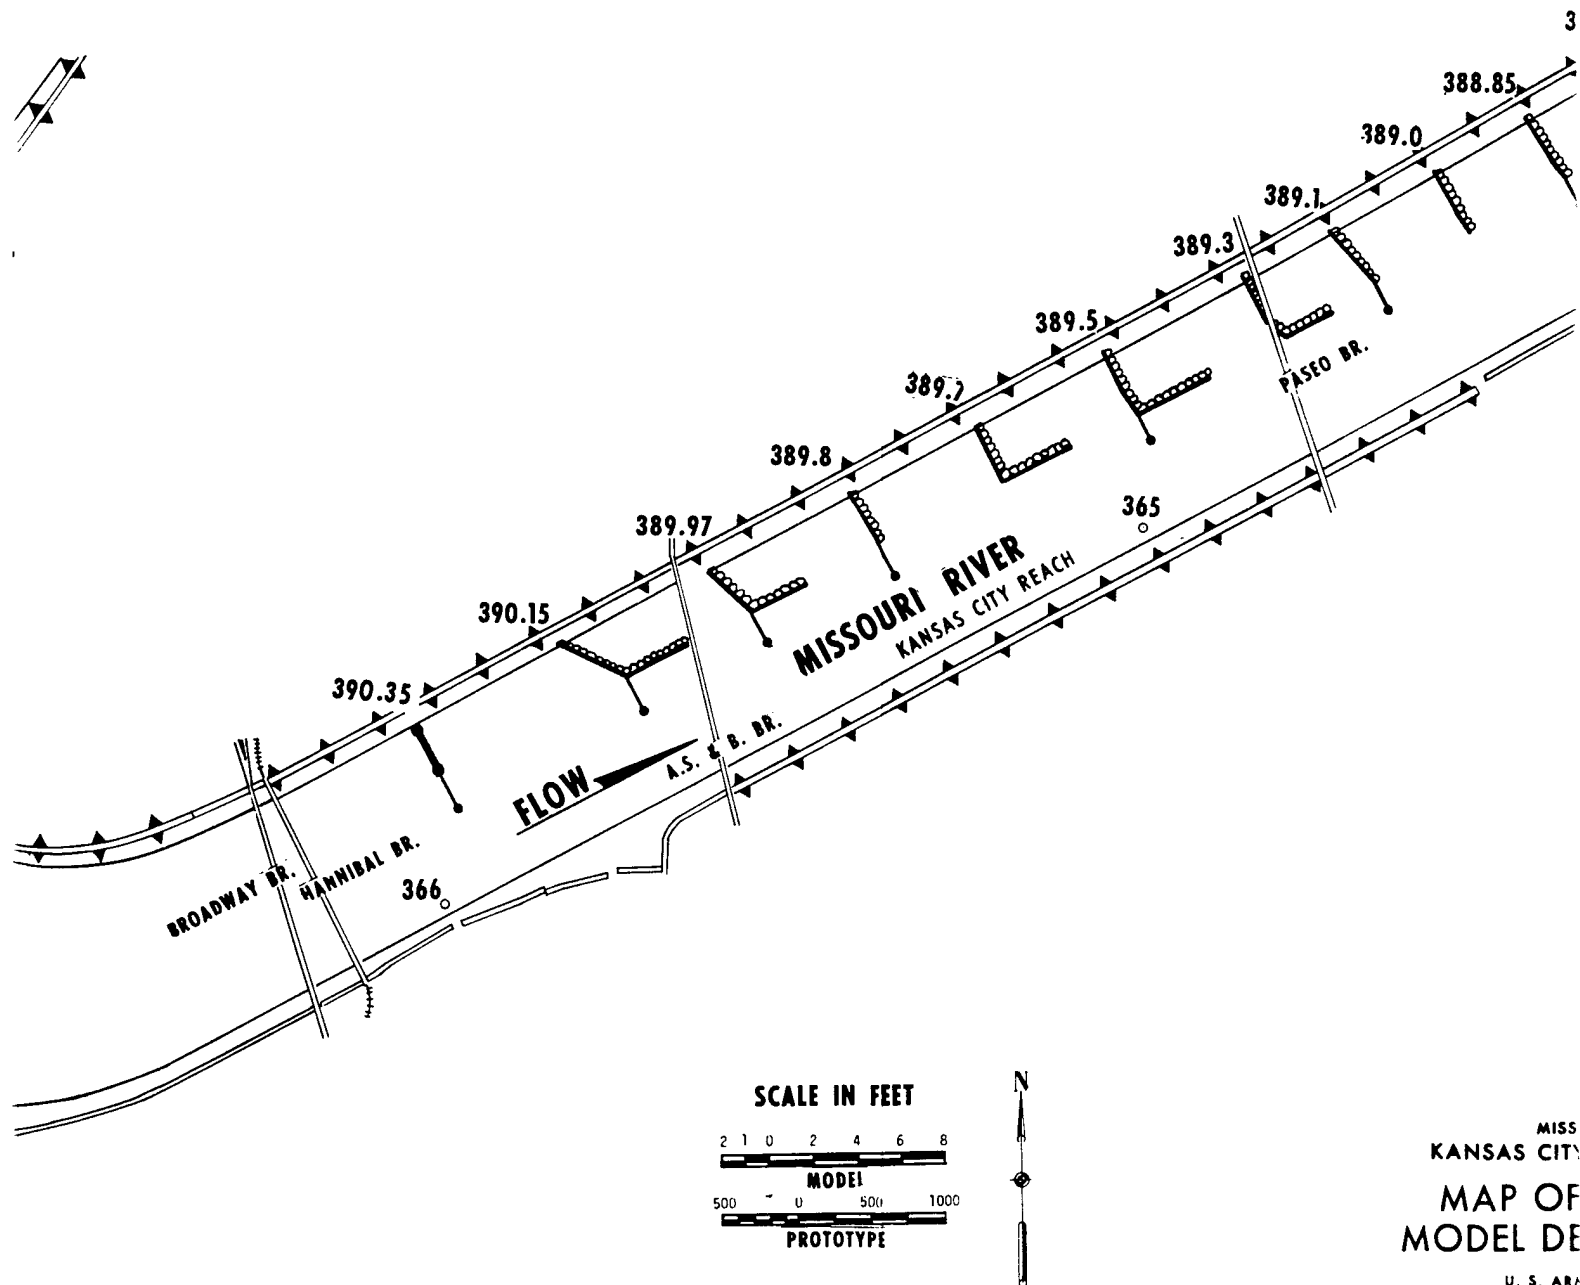 3
388.85
389.0
389.1
389.3
389.5
389.7
389.8
389.97
390.15
390.35
PASEO BR.
365
MISSOURI RIVER
KANSAS CITY REACH
A.S. & B. BR.
FLOW
HANNIBAL BR.
BROADWAY BR.
366
SCALE IN FEET
2 1 0 2 4 6 8
MODEL
500 0 500 1000
PROTOTYPE
N
MISS
KANSAS CITY
MAP OF
MODEL DE
U. S. AR